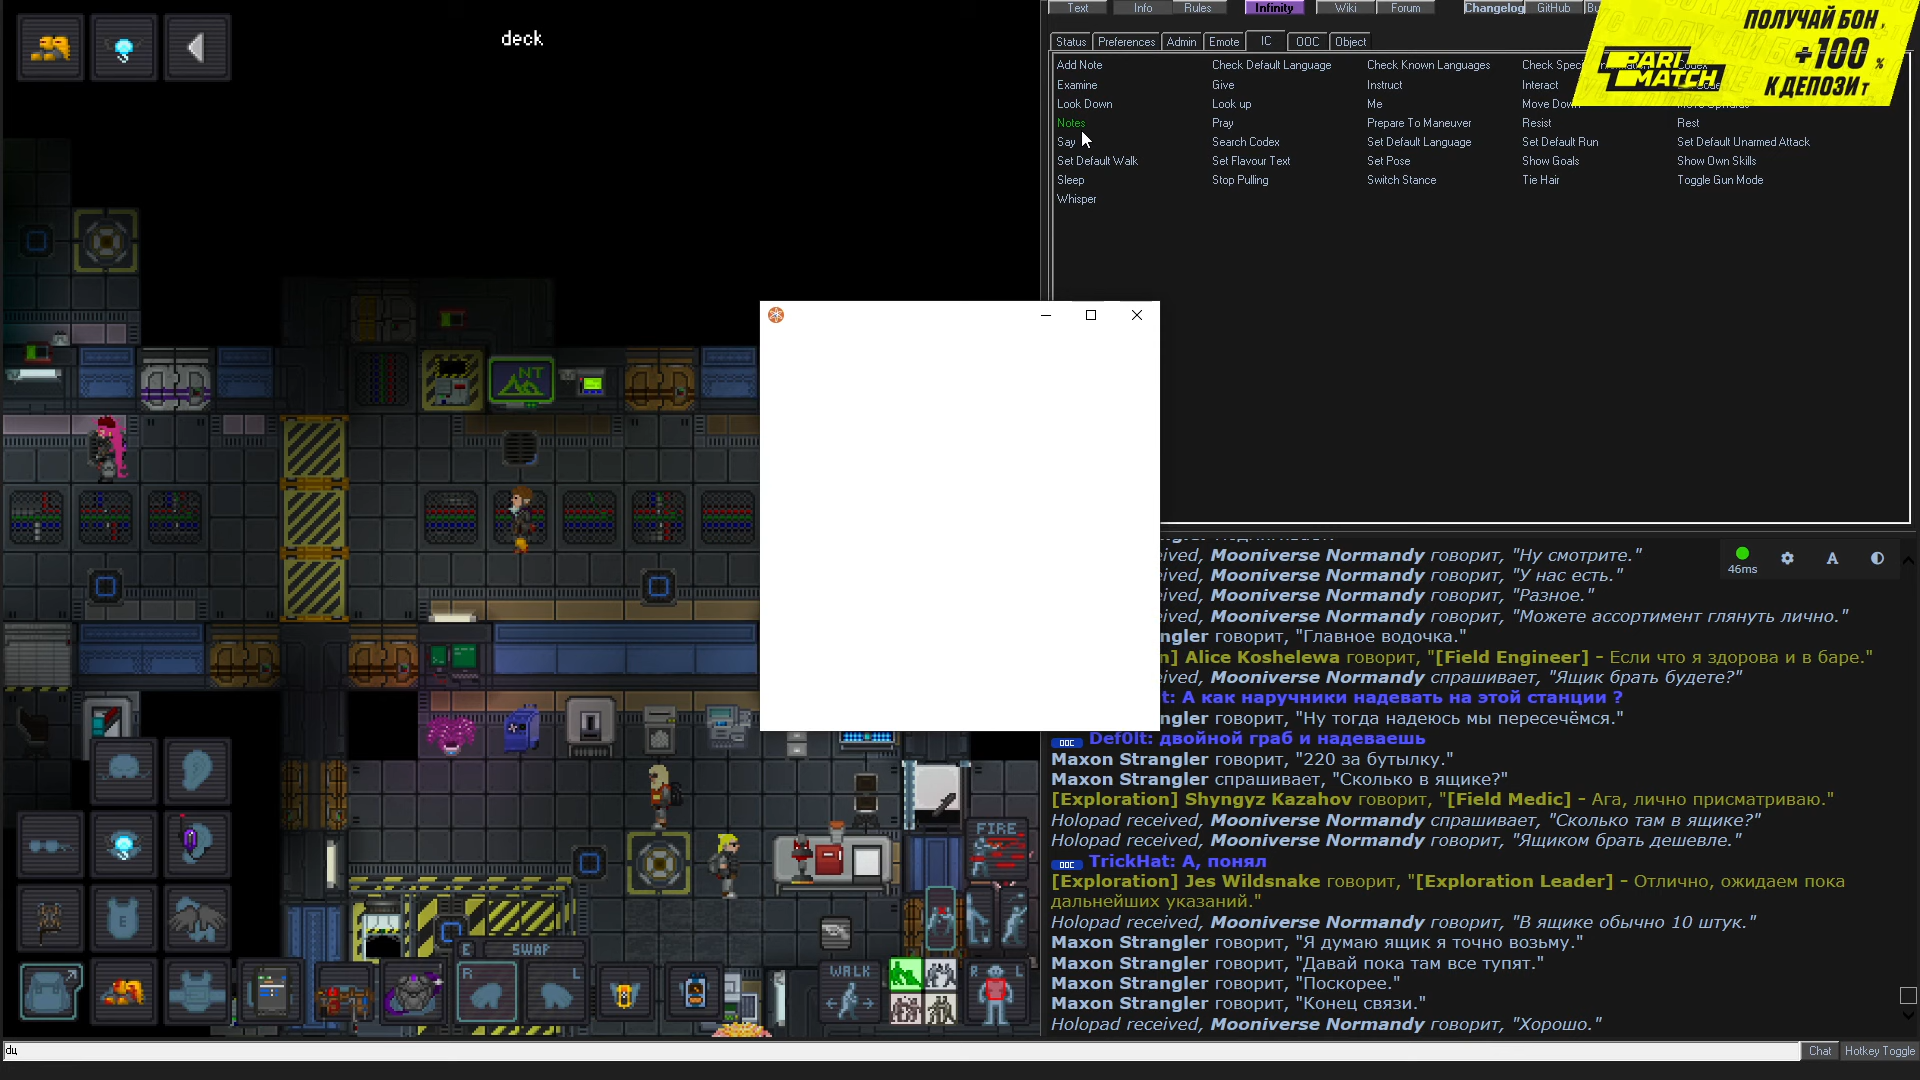 deck
Text Info Rules Infinity Wiki Forum Changelog GitHub
Status Preferences Admin Emote IC OOC Object
Add Note Check Default Language Check Known Languages
Examine Give Instruct Interact
Look Down Look up Me Move Down
Notes Pray Prepare To Maneuver Resist Rest
Say Search Codex Set Default Language Set Default Run Set Default Unarmed Attack
Set Default Walk Set Flavour Text Set Pose Show Goals Show Own Skills
Sleep Stop Pulling Switch Stance Tie Hair Toggle Gun Mode
Whisper
ПОЛУЧАЙ БОН
+100 %
К ДЕПОЗИТ
PARI MATCH
NT
46ms
A
Mooniverse Normandy говорит, "Ну смотрите."
Mooniverse Normandy говорит, "У нас есть."
Mooniverse Normandy говорит, "Разное."
Mooniverse Normandy говорит, "Можете ассортимент глянуть лично."
говорит, "Главное водочка."
Alice Koshelewa говорит, "[Field Engineer] - Если что я здорова и в баре."
Mooniverse Normandy спрашивает, "Ящик брать будете?"
А как наручники надевать на этой станции ?
говорит, "Ну тогда надеюсь мы пересечёмся."
OOC Def0lt: двойной граб и надеваешь
Maxon Strangler говорит, "220 за бутылку."
Maxon Strangler спрашивает, "Сколько в ящике?"
[Exploration] Shyngyz Kazahov говорит, "[Field Medic] - Ага, лично присматриваю."
Holopad received, Mooniverse Normandy спрашивает, "Сколько там в ящике?"
Holopad received, Mooniverse Normandy говорит, "Ящиком брать дешевле."
OOC TrickHat: А, понял
[Exploration] Jes Wildsnake говорит, "[Exploration Leader] - Отлично, ожидаем пока
дальнейших указаний."
Holopad received, Mooniverse Normandy говорит, "В ящике обычно 10 штук."
Maxon Strangler говорит, "Я думаю ящик я точно возьму."
Maxon Strangler говорит, "Давай пока там все тупят."
Maxon Strangler говорит, "Поскорее."
Maxon Strangler говорит, "Конец связи."
Holopad received, Mooniverse Normandy говорит, "Хорошо."
FIRE
E SWAP
R L
WALK
R L
E
dц
Chat Hotkey Toggle